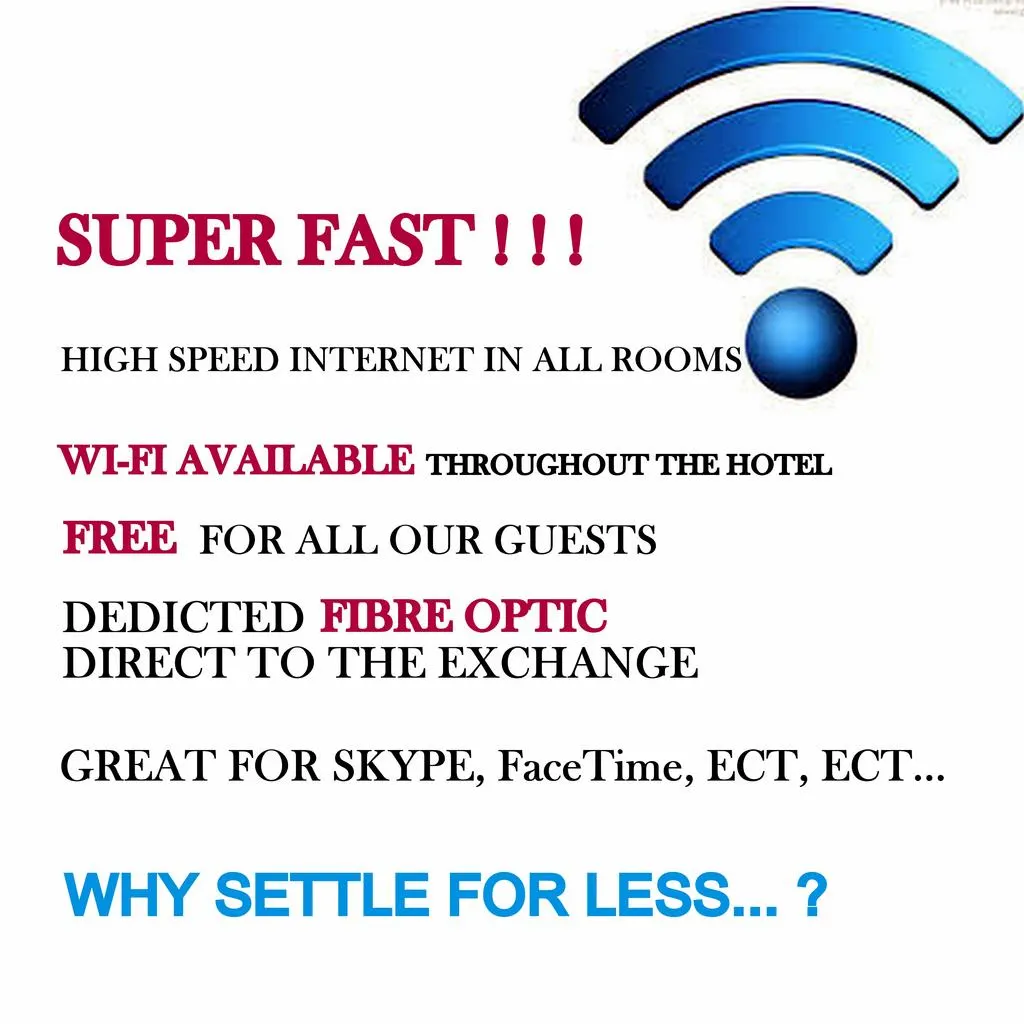 SUPER FAST ! ! !
HIGH SPEED INTERNET IN ALL ROOMS
WI-FI AVAILABLE THROUGHOUT THE HOTEL
FREE FOR ALL OUR GUESTS
DEDICTED FIBRE OPTIC
DIRECT TO THE EXCHANGE
GREAT FOR SKYPE, FaceTime, ECT, ECT...
WHY SETTLE FOR LESS... ?